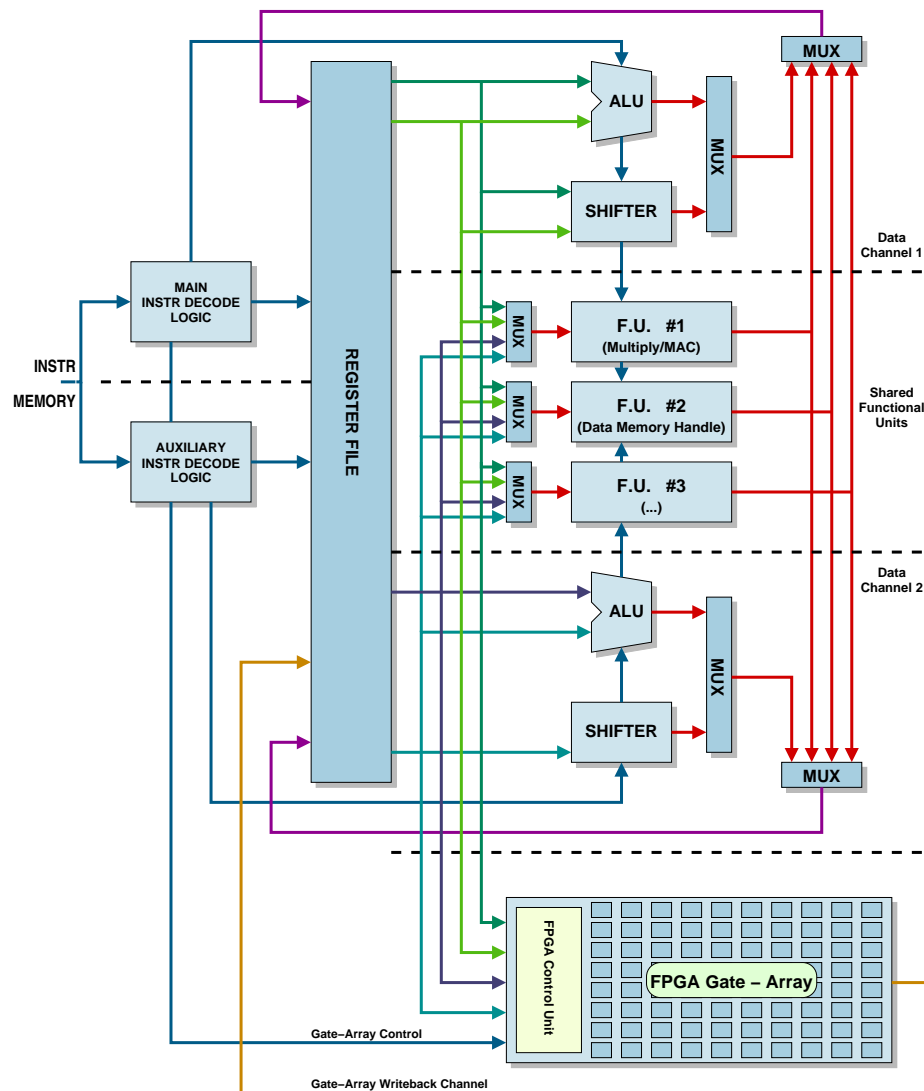 MUX
ALU
MUX
SHIFTER
Data
Channel 1
MAIN
INSTR DECODE
LOGIC
INSTR
MEMORY
AUXILIARY
INSTR DECODE
LOGIC
REGISTER FILE
MUX
F.U. #1
(Multiply/MAC)
MUX
F.U. #2
(Data Memory Handle)
MUX
F.U. #3
(...)
Shared
Functional
Units
Data
Channel 2
ALU
MUX
SHIFTER
MUX
FPGA Control Unit
FPGA Gate – Array
Gate–Array Control
Gate–Array Writeback Channel